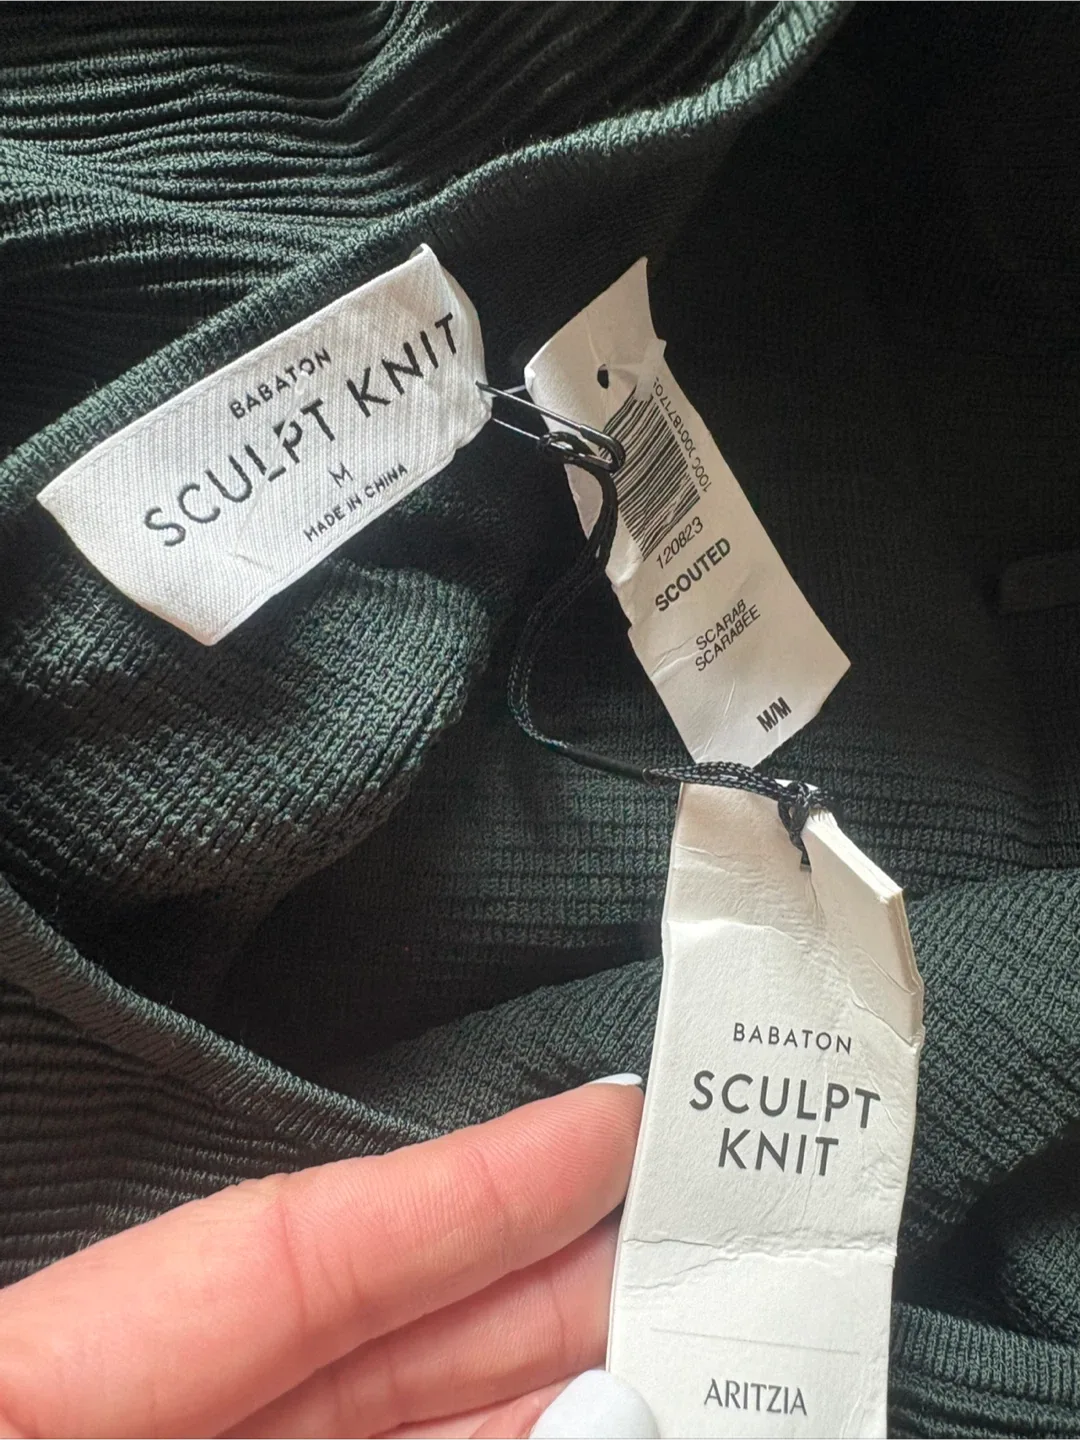 BABATON
SCULPT KNIT
M
MADE IN CHINA
120823
SCOUTED
SCARAB
SCARABÉE
M/M
BABATON
SCULPT
KNIT
ARITZIA